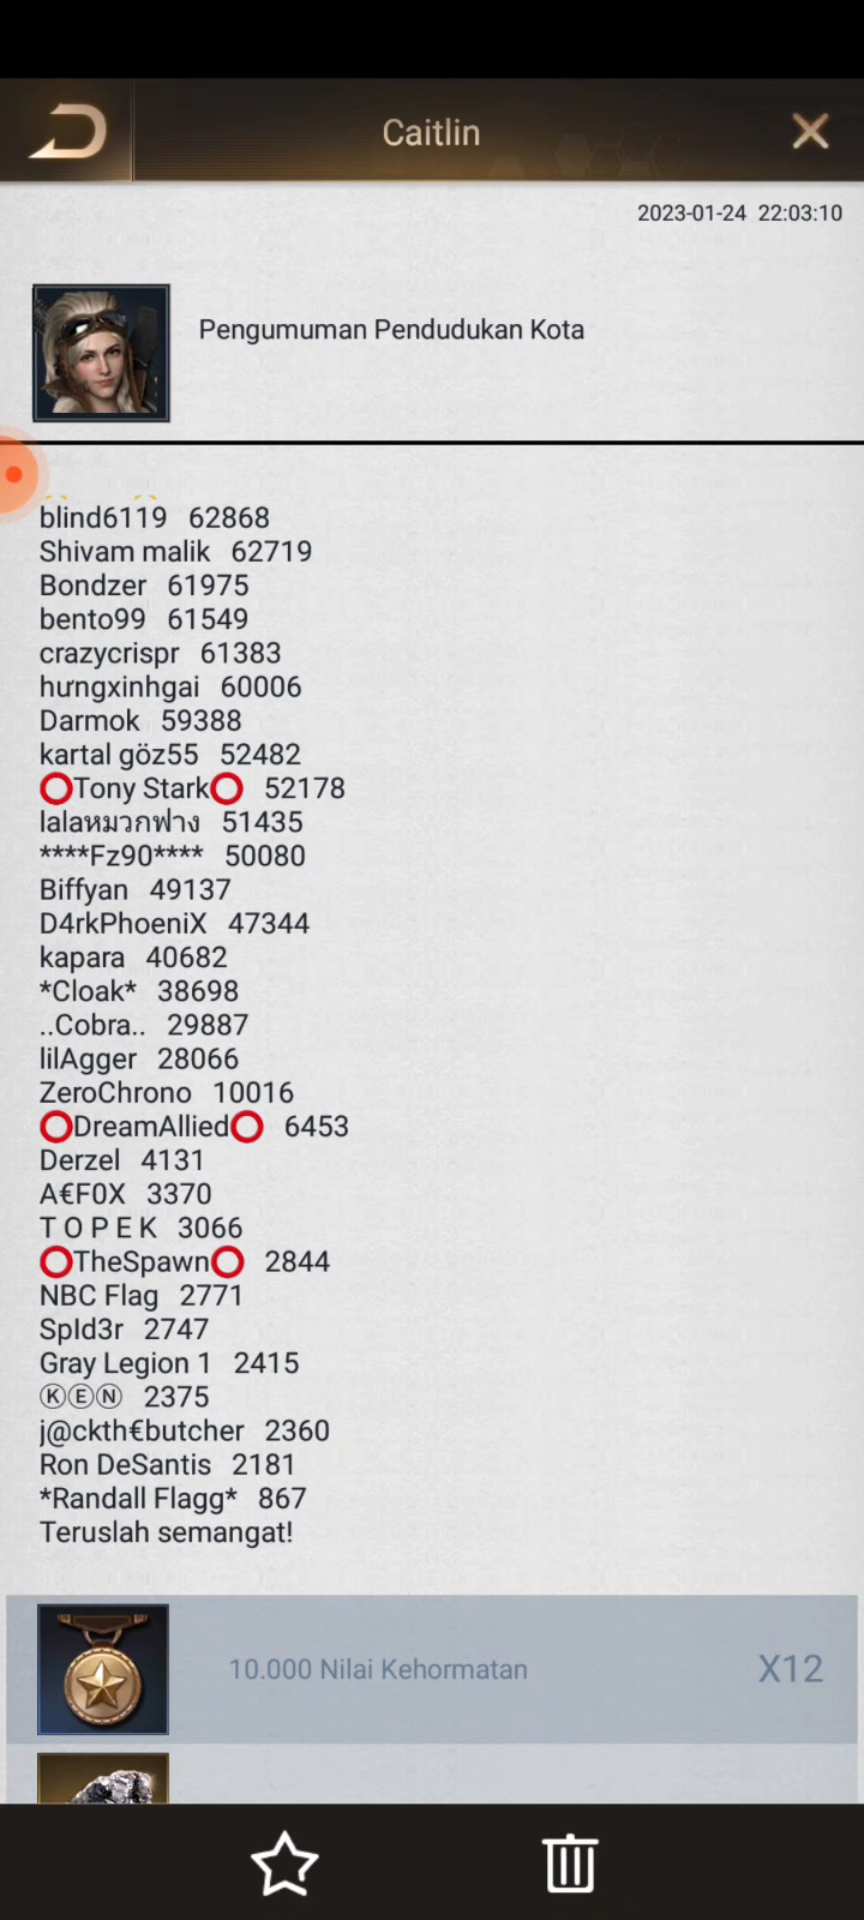 Caitlin
2023-01-24 22:03:10
Pengumuman Pendudukan Kota
blind6119 62868
Shivam malik 62719
Bondzer 61975
bento99 61549
crazycrispr 61383
hưngxinhgai 60006
Darmok 59388
kartal göz55 52482
⭕Tony Stark⭕ 52178
lalaหมวกฟาง 51435
****Fz90**** 50080
Biffyan 49137
D4rkPhoeniX 47344
kapara 40682
*Cloak* 38698
..Cobra.. 29887
lilAgger 28066
ZeroChrono 10016
⭕DreamAllied⭕ 6453
Derzel 4131
A€F0X 3370
T O P E K 3066
⭕TheSpawn⭕ 2844
NBC Flag 2771
SpId3r 2747
Gray Legion 1 2415
ⓀⒺⓃ 2375
j@ckth€butcher 2360
Ron DeSantis 2181
*Randall Flagg* 867
Teruslah semangat!
10.000 Nilai Kehormatan X12